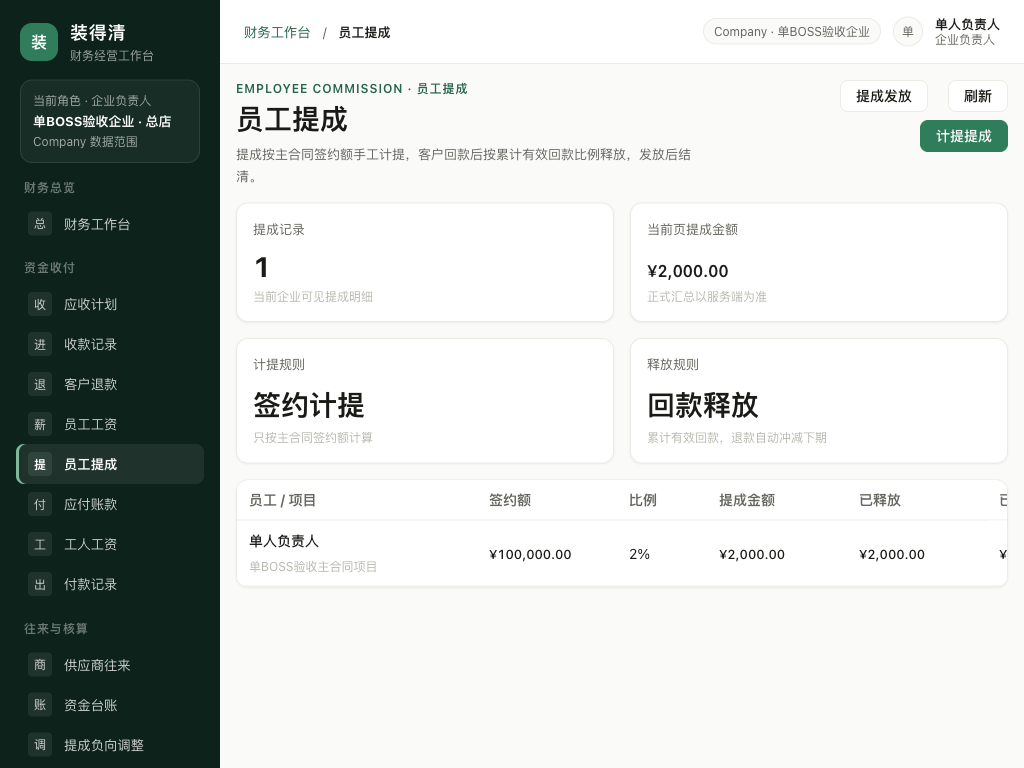 装
装得清
财务经营工作台
当前角色 · 企业负责人
单BOSS验收企业 · 总店
Company 数据范围
财务总览
总 财务工作台
资金收付
收 应收计划
进 收款记录
退 客户退款
薪 员工工资
提 员工提成
付 应付账款
工 工人工资
出 付款记录
往来与核算
商 供应商往来
账 资金台账
调 提成负向调整
财务工作台 / 员工提成
Company · 单BOSS验收企业
单
单人负责人
企业负责人
EMPLOYEE COMMISSION · 员工提成
员工提成
提成按主合同签约额手工计提，客户回款后按累计有效回款比例释放，发放后结
清。
提成发放
刷新
计提提成
提成记录
1
当前企业可见提成明细
当前页提成金额
¥2,000.00
正式汇总以服务端为准
计提规则
签约计提
只按主合同签约额计算
释放规则
回款释放
累计有效回款，退款自动冲减下期
员工 / 项目 签约额 比例 提成金额 已释放
单人负责人
单BOSS验收主合同项目
¥100,000.00 2% ¥2,000.00 ¥2,000.00 ¥